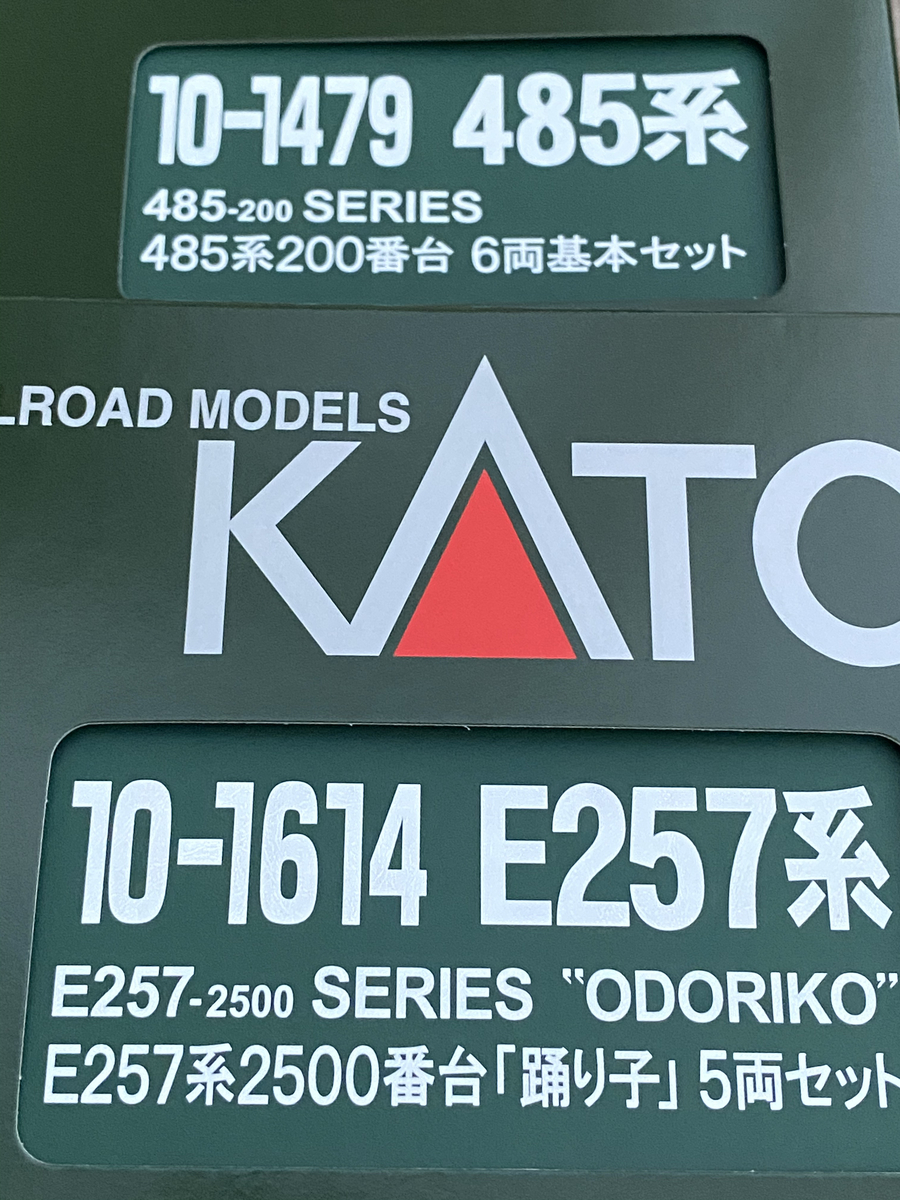 10-1479 485系
485-200 SERIES
485系200番台 6両基本セット
LROAD MODELS
KATO
10-1614 E257系
E257-2500 SERIES “ODORIKO”
E257系2500番台「踊り子」5両セット